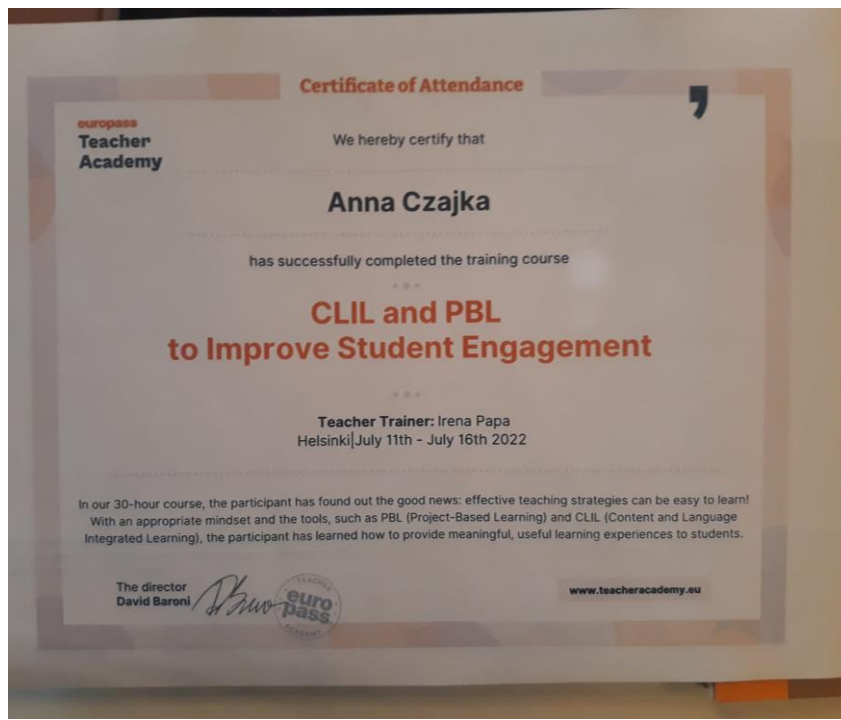 Certificate of Attendance
europass
Teacher
Academy
We hereby certify that
Anna Czajka
has successfully completed the training course
CLIL and PBL
to Improve Student Engagement
Teacher Trainer: Irena Papa
Helsinki|July 11th - July 16th 2022
In our 30-hour course, the participant has found out the good news: effective teaching strategies can be easy to learn!
With an appropriate mindset and the tools, such as PBL (Project-Based Learning) and CLIL (Content and Language
Integrated Learning), the participant has learned how to provide meaningful, useful learning experiences to students.
The director
David Baroni
TEACHER
euro
pass
ACADEMY
www.teacheracademy.eu